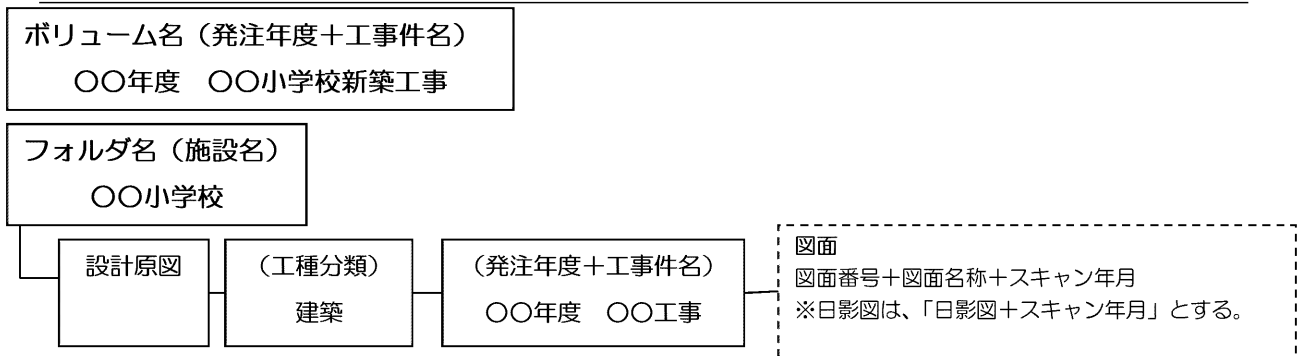 ボリューム名（発注年度＋工事件名）
〇〇年度　〇〇小学校新築工事
フォルダ名（施設名）
〇〇小学校
設計原図
（工種分類）
建築
（発注年度＋工事件名）
〇〇年度　〇〇工事
図面
図面番号＋図面名称＋スキャン年月
※日影図は、「日影図＋スキャン年月」とする。